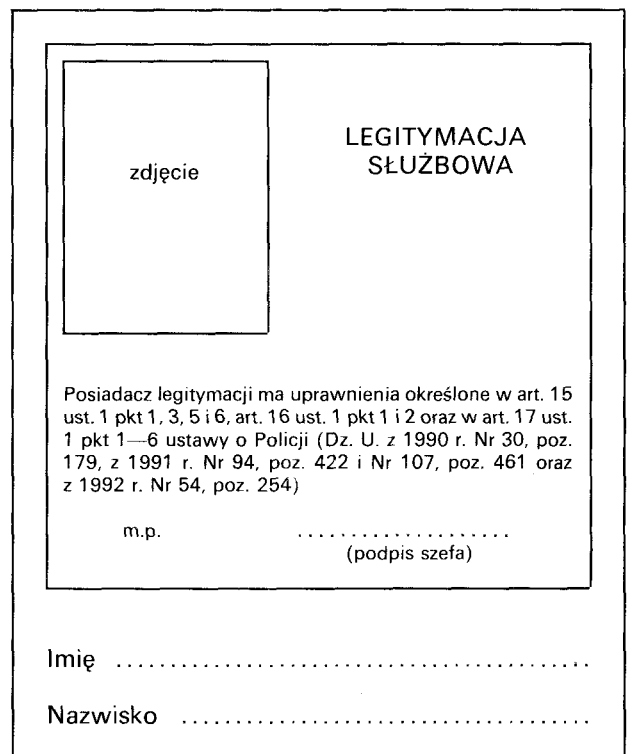 zdjęcie
LEGITYMACJA
SŁUŻBOWA
Posiadacz legitymacji ma uprawnienia określone w art. 15
ust. 1 pkt 1, 3, 5 i 6, art. 16 ust. 1 pkt 1 i 2 oraz w art. 17 ust.
1 pkt 1—6 ustawy o Policji (Dz. U. z 1990 r. Nr 30, poz.
179, z 1991 r. Nr 94, poz. 422 i Nr 107, poz. 461 oraz
z 1992 r. Nr 54, poz. 254)
m.p. ....................
(podpis szefa)
Imię ..........................................
Nazwisko ....................................